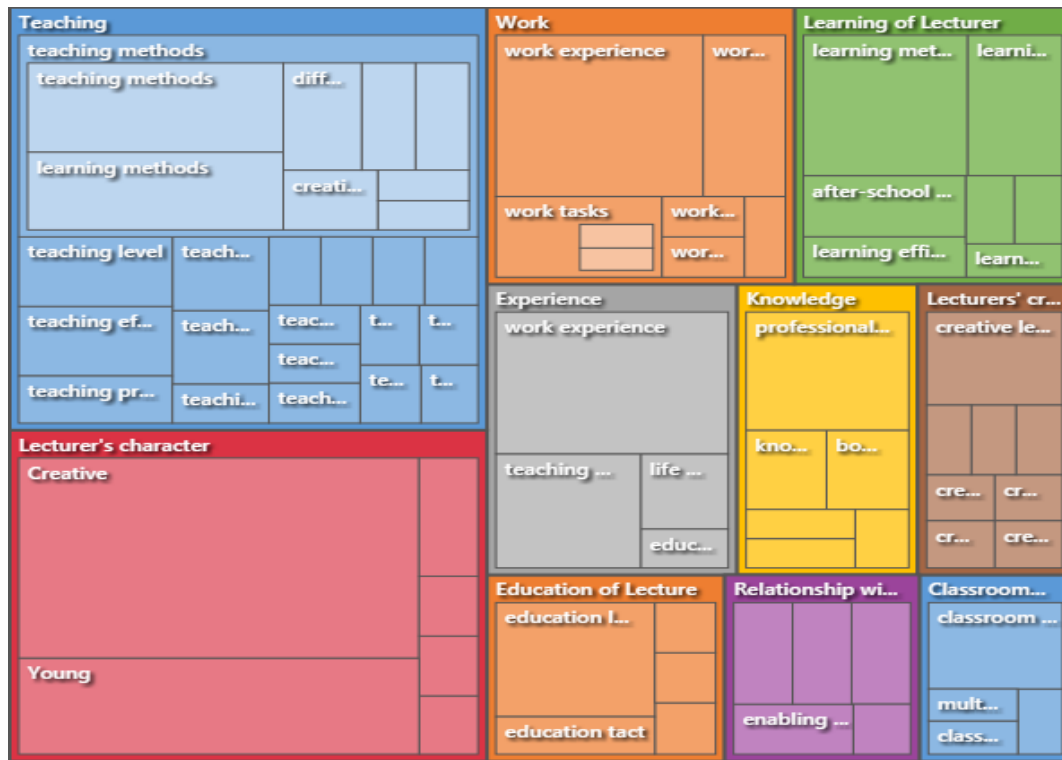 Teaching
teaching methods
teaching methods
diff...
learning methods
creati...
teaching level
teach...
teaching ef...
teach...
teac...
t...
t...
teac...
teaching pr...
teachi...
teach...
te...
t...
Lecturer's character
Creative
Young
Work
work experience
wor...
work tasks
work...
wor...
Learning of Lecturer
learning met...
learni...
after-school ...
learning effi...
learn...
Experience
work experience
teaching ...
life ...
educ...
Knowledge
professional...
kno...
bo...
Lecturers' cr...
creative le...
cre...
cr...
cr...
cre...
Education of Lecture
education l...
education tact
Relationship wi...
enabling ...
Classroom...
classroom ...
mult...
class...